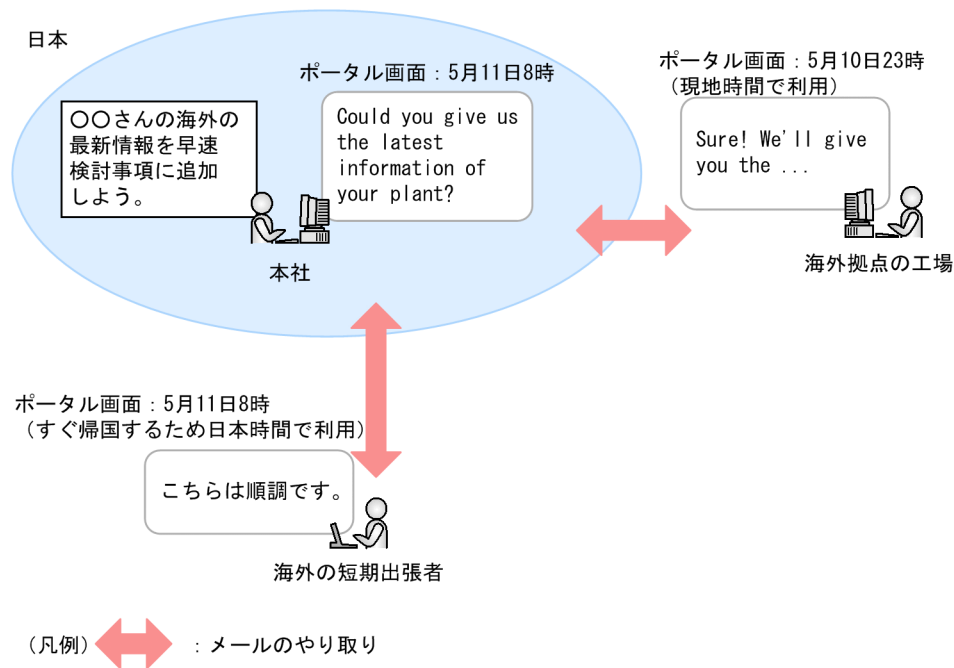 日本
ポータル画面：5月11日8時
〇〇さんの海外の
最新情報を早速
検討事項に追加
しよう。
Could you give us
the latest
information of
your plant?
本社
ポータル画面：5月10日23時
（現地時間で利用）
Sure! We'll give
you the ...
海外拠点の工場
ポータル画面：5月11日8時
（すぐ帰国するため日本時間で利用）
こちらは順調です。
海外の短期出張者
（凡例）
：メールのやり取り